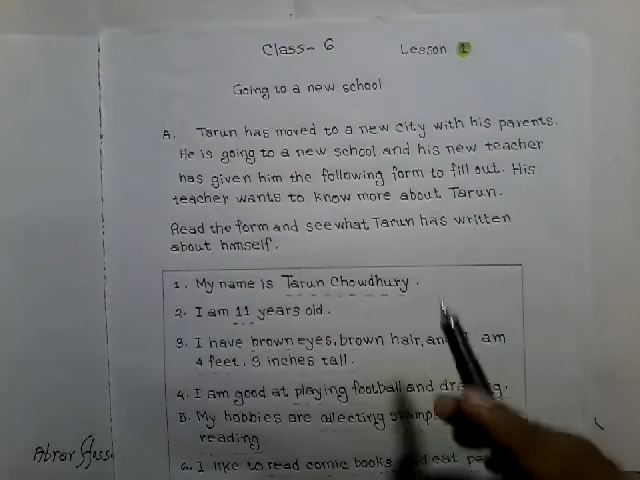 Class- 6 Lesson 1
Going to a new school
A. Tarun has moved to a new city with his parents.
He is going to a new school and his new teacher
has given him the following form to fill out. His
teacher wants to know more about Tarun.
Read the form and see what Tarun has written
about himself.
1. My name is Tarun Chowdhury.
2. I am 11 years old.
3. I have brown eyes, brown hair, and I am
4 feet, 3 inches tall.
4. I am good at playing football and
5. My hobbies are
reading
6. I like to read comic books eat
Abrar